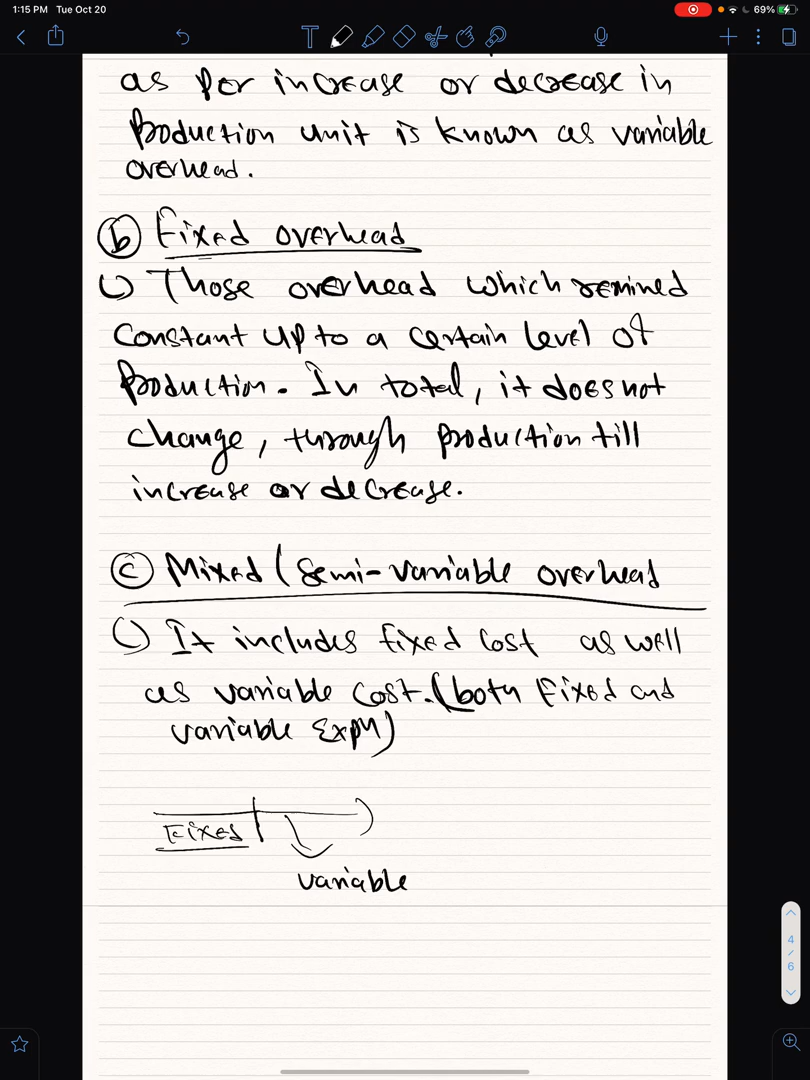 1:15 PM Tue Oct 20
69%
T
as per increase or decrease in
Production unit is known as variable
overhead.
(b) Fixed overhead
Those overhead which remined
constant up to a certain level of
Production. In total, it does not
change, through production till
increase or decrease.
(c) Mixed (Semi-variable overhead
It includes fixed cost as well
as variable cost. (both Fixed and
variable Expn)
Fixed
variable
4
/
6